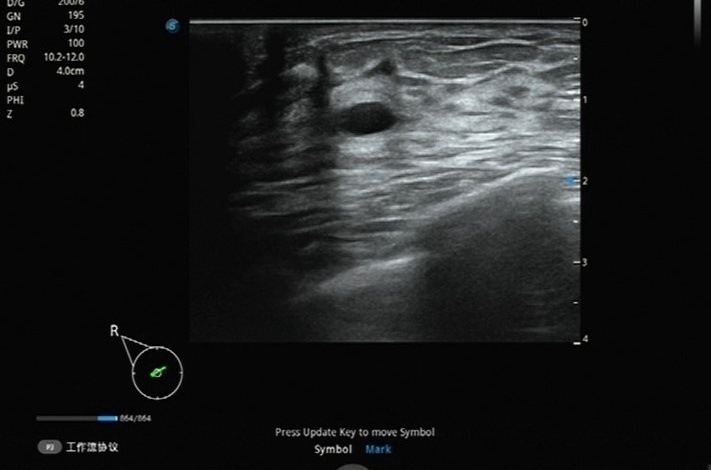 D/G 200/6
GN 195
I/P 3/10
PWR 100
FRQ 10.2-12.0
D 4.0cm
µS 4
PHI
Z 0.8
0
1
2
3
4
R
864/864
Press Update Key to move Symbol
Symbol Mark
P3 工作流协议